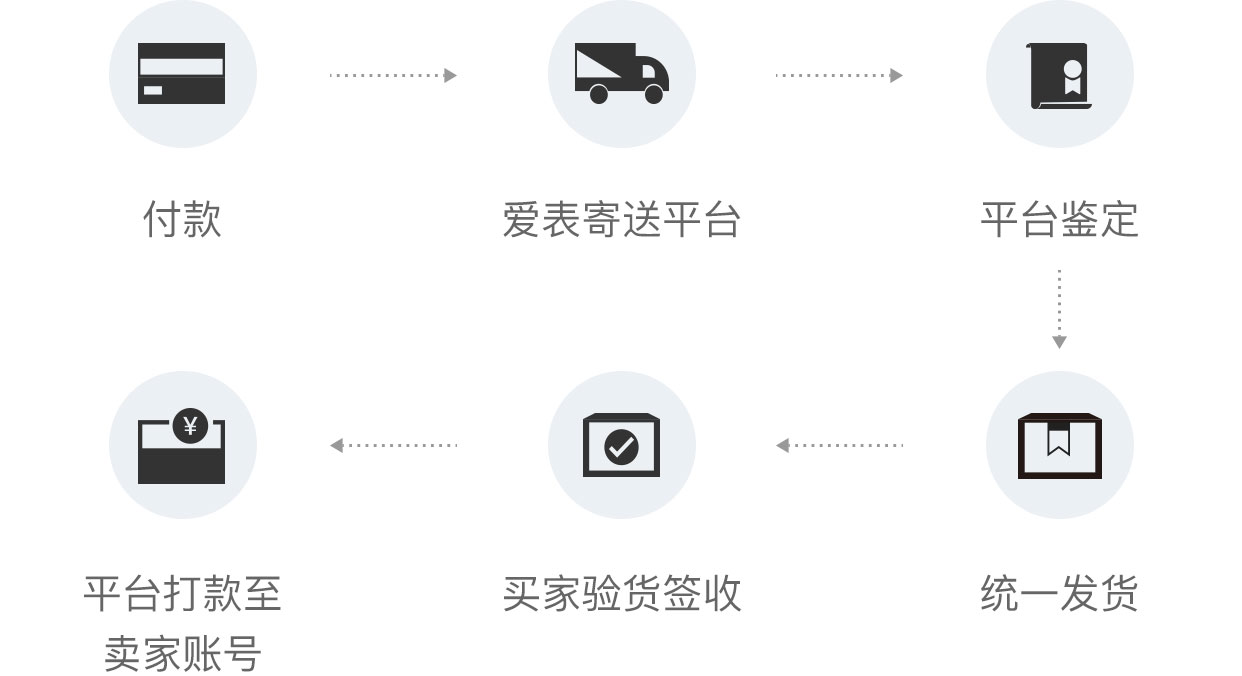 付款
爱表寄送平台
平台鉴定
¥
平台打款至
卖家账号
买家验货签收
统一发货